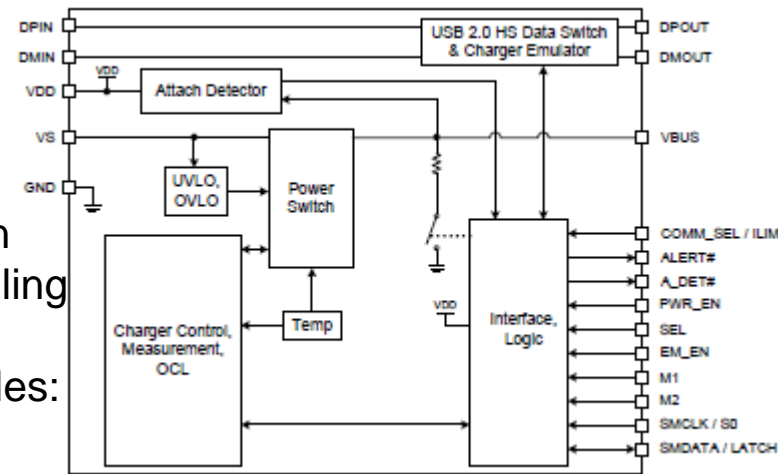 DPIN
DMIN
VDD
VS
GND
VDD
Attach Detector
USB 2.0 HS Data Switch
& Charger Emulator
UVLO,
OVLO
Power
Switch
Temp
Charger Control,
Measurement,
OCL
VDD
Interface,
Logic
DPOUT
DMOUT
VBUS
COMM_SEL / ILIM
ALERT#
A_DET#
PWR_EN
SEL
EM_EN
M1
M2
SMCLK / S0
SMDATA / LATCH